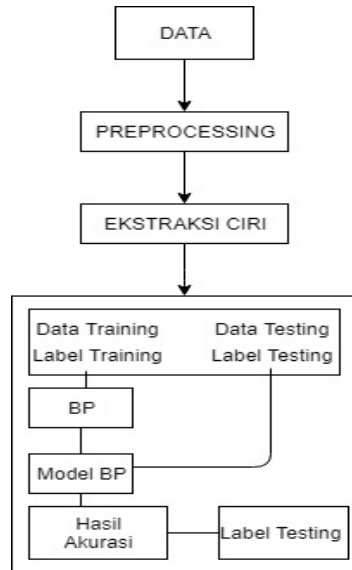 DATA
PREPROCESSING
EKSTRAKSI CIRI
Data Training Data Testing
Label Training Label Testing
BP
Model BP
Hasil
Akurasi
Label Testing